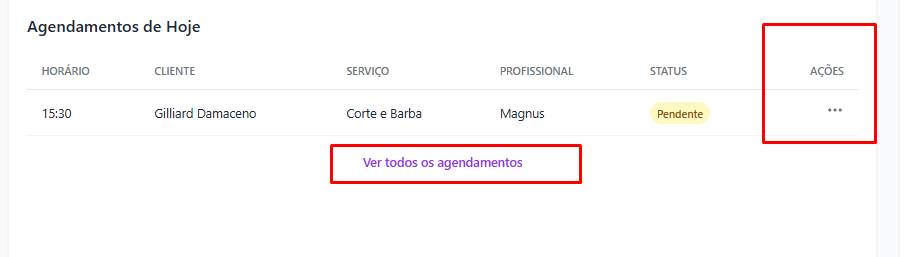 Agendamentos de Hoje
HORÁRIO CLIENTE SERVIÇO PROFISSIONAL STATUS AÇÕES
15:30 Gilliard Damaceno Corte e Barba Magnus Pendente ...
Ver todos os agendamentos